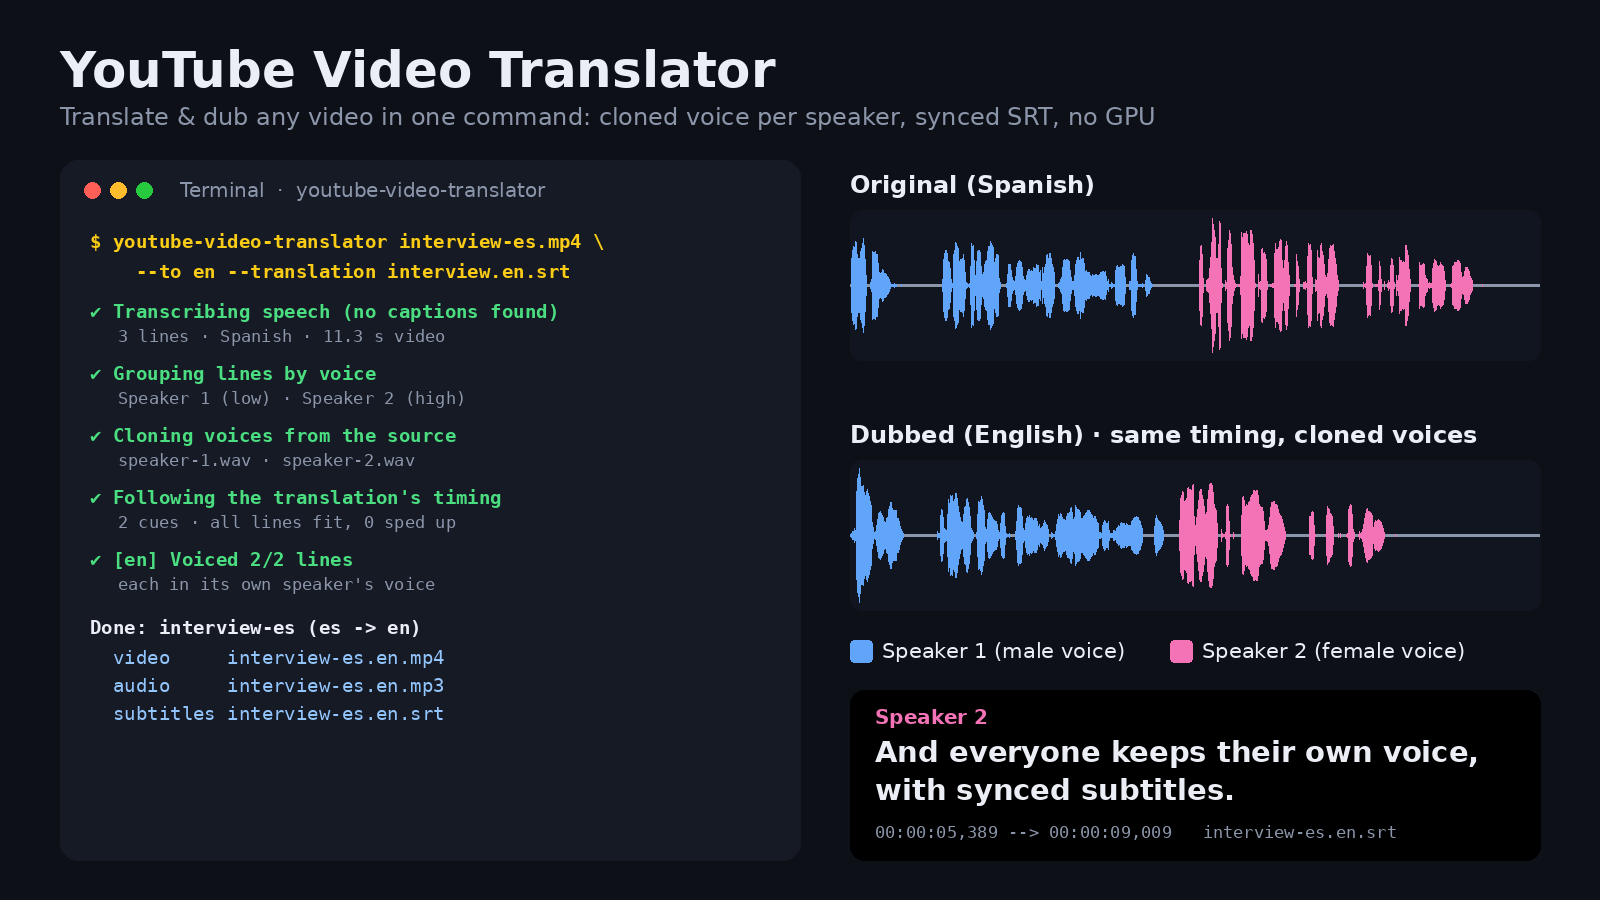 YouTube Video Translator
Translate & dub any video in one command: cloned voice per speaker, synced SRT, no GPU
Terminal · youtube-video-translator
$ youtube-video-translator interview-es.mp4 \
--to en --translation interview.en.srt
✔ Transcribing speech (no captions found)
3 lines · Spanish · 11.3 s video
✔ Grouping lines by voice
Speaker 1 (low) · Speaker 2 (high)
✔ Cloning voices from the source
speaker-1.wav · speaker-2.wav
✔ Following the translation's timing
2 cues · all lines fit, 0 sped up
✔ [en] Voiced 2/2 lines
each in its own speaker's voice
Done: interview-es (es -> en)
video interview-es.en.mp4
audio interview-es.en.mp3
subtitles interview-es.en.srt
Original (Spanish)
Dubbed (English) · same timing, cloned voices
Speaker 1 (male voice)
Speaker 2 (female voice)
Speaker 2
And everyone keeps their own voice,
with synced subtitles.
00:00:05,389 --> 00:00:09,009 interview-es.en.srt